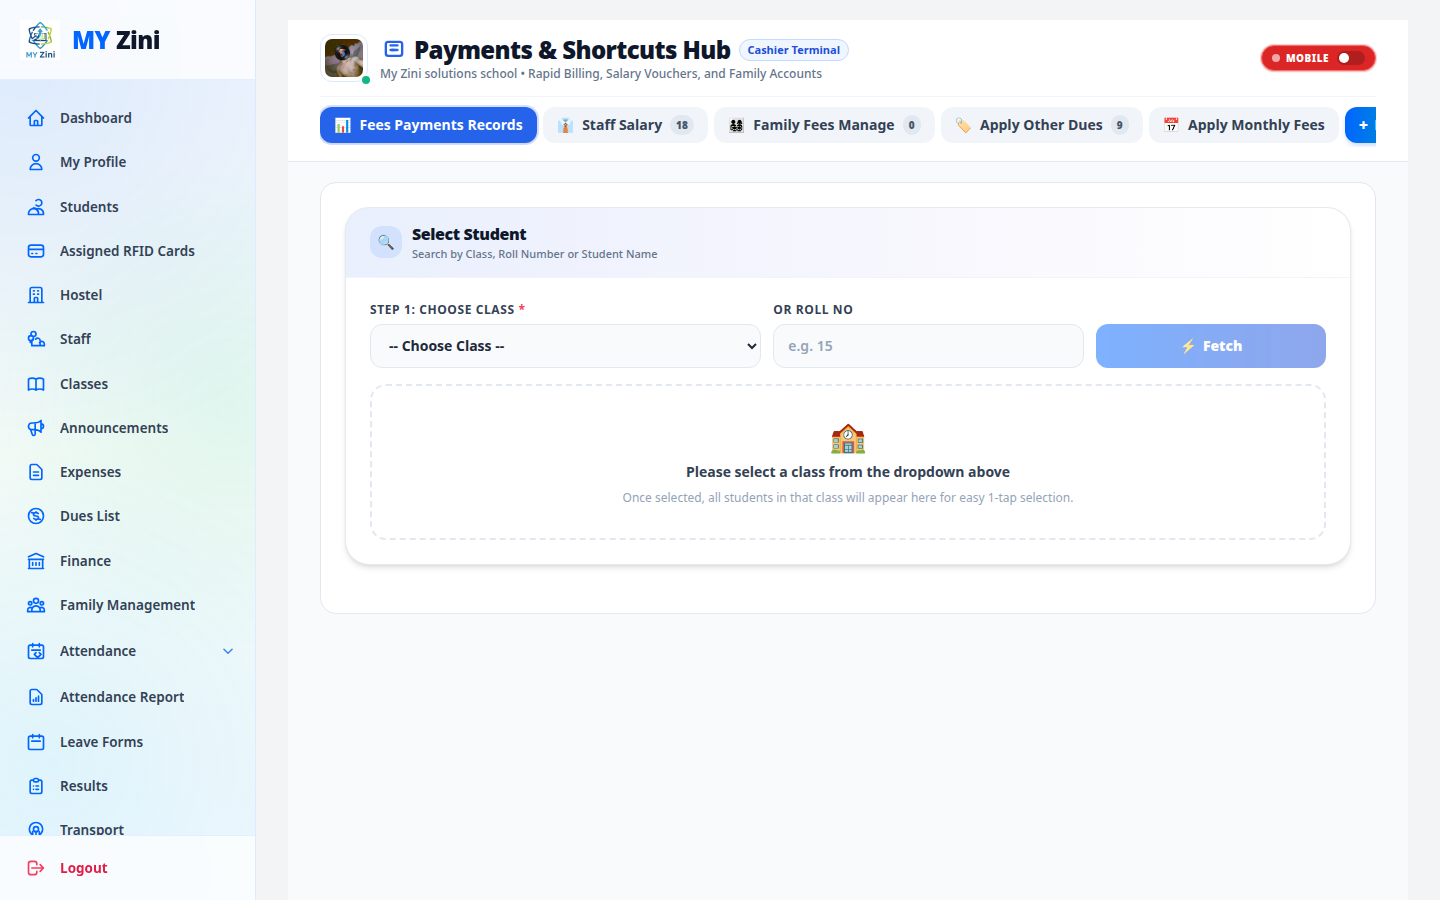 MY Zini
MY Zini
Dashboard
My Profile
Students
Assigned RFID Cards
Hostel
Staff
Classes
Announcements
Expenses
Dues List
Finance
Family Management
Attendance
Attendance Report
Leave Forms
Results
Transport
Logout
Payments & Shortcuts Hub
Cashier Terminal
My Zini solutions school • Rapid Billing, Salary Vouchers, and Family Accounts
MOBILE
Fees Payments Records
Staff Salary 18
Family Fees Manage 0
Apply Other Dues 9
Apply Monthly Fees
+
Select Student
Search by Class, Roll Number or Student Name
STEP 1: CHOOSE CLASS *
-- Choose Class --
OR ROLL NO
e.g. 15
⚡ Fetch
Please select a class from the dropdown above
Once selected, all students in that class will appear here for easy 1-tap selection.